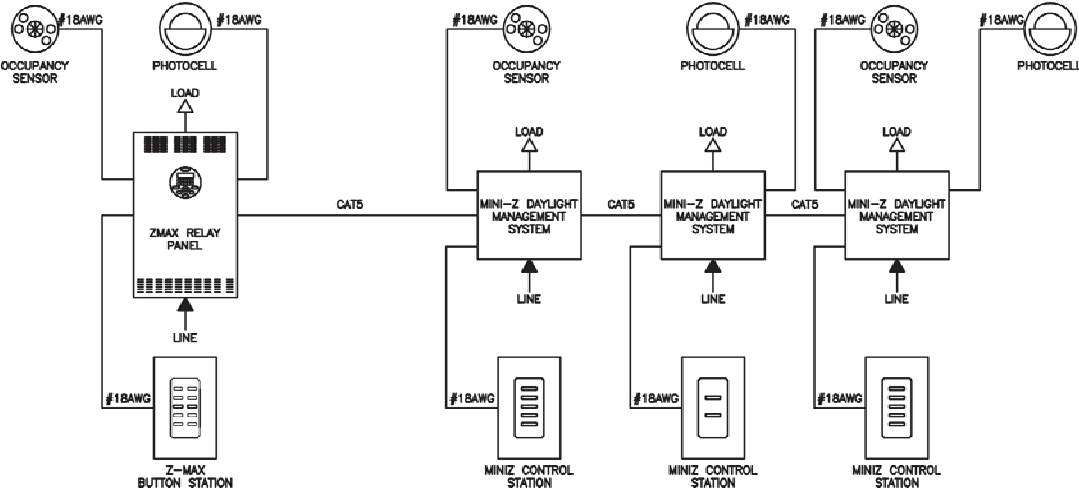 #18AWG
#18AWG
#18AWG
#18AWG
#18AWG
#18AWG
OCCUPANCY
SENSOR
PHOTOCELL
OCCUPANCY
SENSOR
PHOTOCELL
OCCUPANCY
SENSOR
PHOTOCELL
LOAD
LOAD
LOAD
LOAD
ZMAX RELAY
PANEL
CAT5
MINI-Z DAYLIGHT
MANAGEMENT
SYSTEM
CAT5
MINI-Z DAYLIGHT
MANAGEMENT
SYSTEM
CAT5
MINI-Z DAYLIGHT
MANAGEMENT
SYSTEM
LINE
LINE
LINE
LINE
#18AWG
#18AWG
#18AWG
#18AWG
Z-MAX
BUTTON STATION
MINIZ CONTROL
STATION
MINIZ CONTROL
STATION
MINIZ CONTROL
STATION